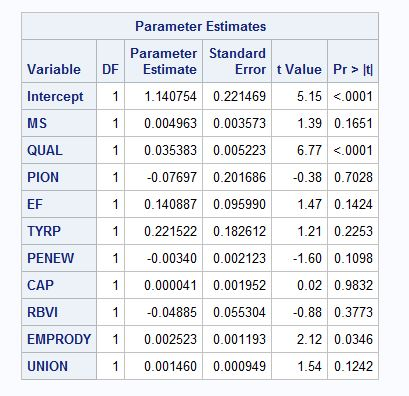 Parameter Estimates
Variable DF Parameter Estimate Standard Error t Value Pr > |t|
Intercept 1 1.140754 0.221469 5.15 <.0001
MS 1 0.004963 0.003573 1.39 0.1651
QUAL 1 0.035383 0.005223 6.77 <.0001
PION 1 -0.07697 0.201686 -0.38 0.7028
EF 1 0.140887 0.095990 1.47 0.1424
TYRP 1 0.221522 0.182612 1.21 0.2253
PENEW 1 -0.00340 0.002123 -1.60 0.1098
CAP 1 0.000041 0.001952 0.02 0.9832
RBVI 1 -0.04885 0.055304 -0.88 0.3773
EMPRODY 1 0.002523 0.001193 2.12 0.0346
UNION 1 0.001460 0.000949 1.54 0.1242